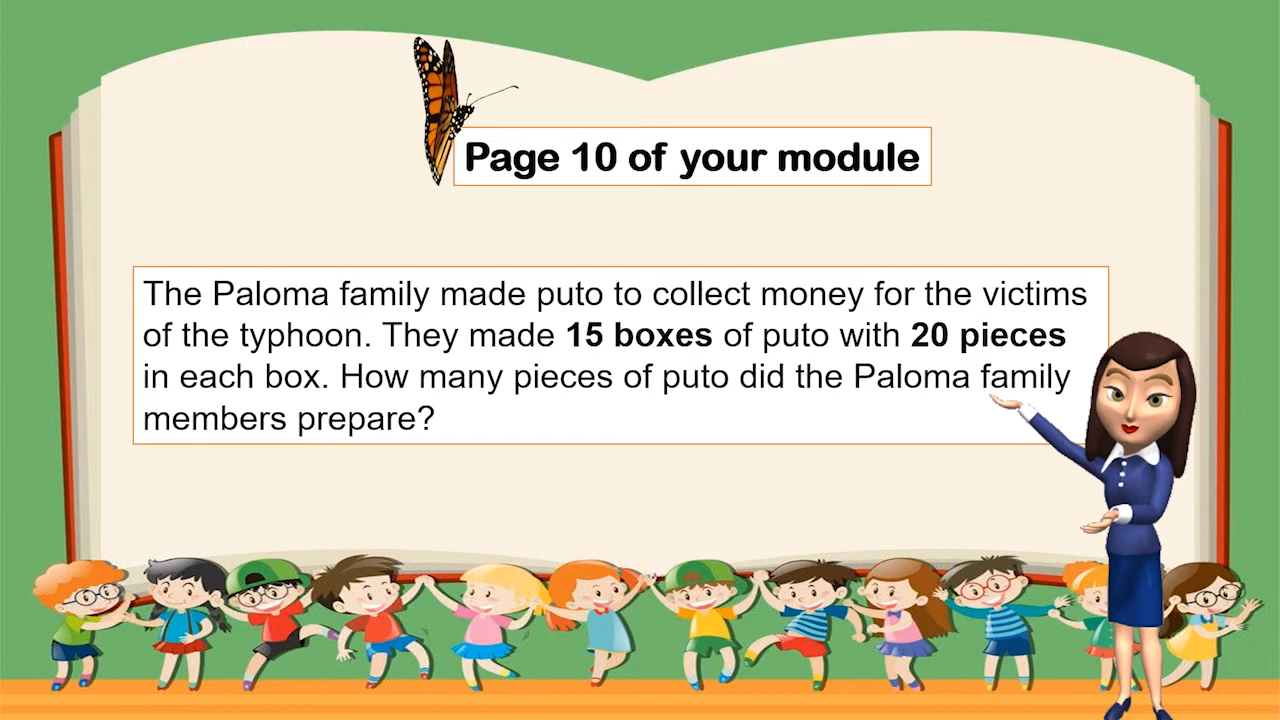 Page 10 of your module
The Paloma family made puto to collect money for the victims
of the typhoon. They made 15 boxes of puto with 20 pieces
in each box. How many pieces of puto did the Paloma family
members prepare?